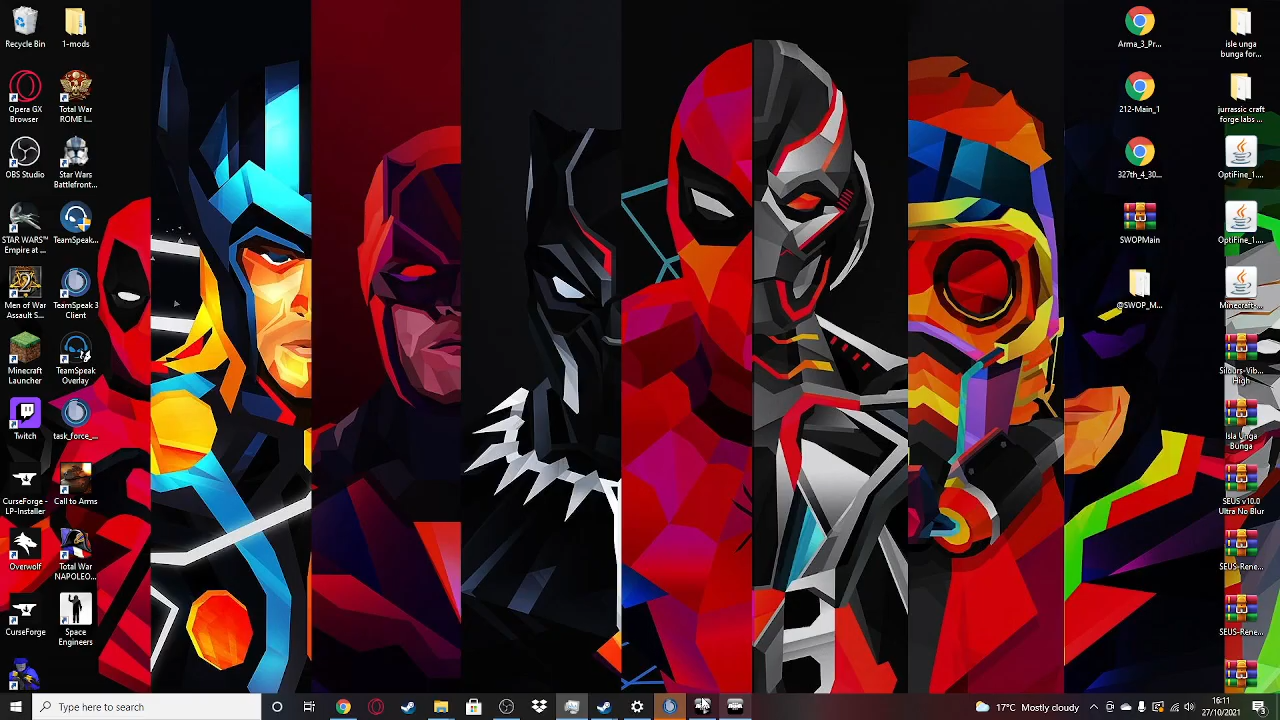 Recycle Bin
1-mods
Opera GX
Browser
Total War
ROME I...
OBS Studio
Star Wars
Battlefront...
STAR WARS™
Empire at ...
TeamSpeak...
Men of War
Assault S...
TeamSpeak 3
Client
Minecraft
Launcher
TeamSpeak
Overlay
Twitch
task_force_...
CurseForge -
LP-Installer
Call to Arms
Overwolf
Total War
NAPOLEO...
CurseForge
Space
Engineers
Arma_3_Pr...
212-Main_1
327th_4_30...
SWOPMain
@SWOP_M...
isle unga
bunga for...
jurrassic craft
forge labs ...
OptiFine_1....
OptiFine_1....
Minecraft-...
Silours-Vib...
High
Isla Unga
Bunga
SEUS v10.0
Ultra No Blur
SEUS-Rene...
SEUS-Rene...
Type here to search
17°C Mostly cloudy
16:11
27/10/2021